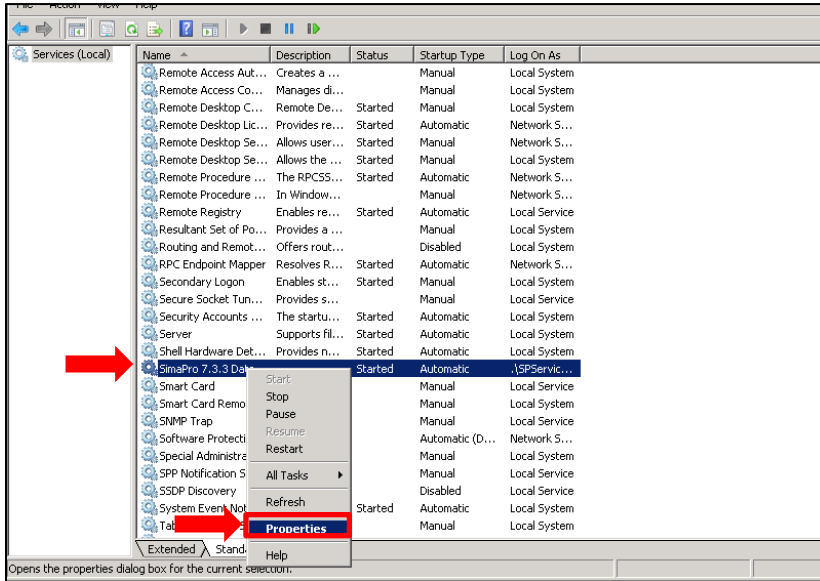 File Action View Help
Services (Local)
Name Description Status Startup Type Log On As
Remote Access Aut... Creates a ... Manual Local System
Remote Access Co... Manages di... Manual Local System
Remote Desktop C... Remote De... Started Manual Local System
Remote Desktop Lic... Provides re... Started Automatic Network S...
Remote Desktop Se... Allows user... Started Manual Network S...
Remote Desktop Se... Allows the ... Started Manual Local System
Remote Procedure ... The RPCSS... Started Automatic Network S...
Remote Procedure ... In Window... Manual Network S...
Remote Registry Enables re... Started Automatic Local Service
Resultant Set of Po... Provides a ... Manual Local System
Routing and Remot... Offers rout... Disabled Local System
RPC Endpoint Mapper Resolves R... Started Automatic Network S...
Secondary Logon Enables st... Started Manual Local System
Secure Socket Tun... Provides s... Manual Local Service
Security Accounts ... The startu... Started Automatic Local System
Server Supports fil... Started Automatic Local System
Shell Hardware Det... Provides n... Started Automatic Local System
SimaPro 7.3.3 Data Started Automatic .\SPServic...
Smart Card Manual Local Service
Smart Card Remo Manual Local System
SNMP Trap Manual Local Service
Software Protecti Automatic (D... Network S...
Special Administra Manual Local System
SPP Notification S Manual Local Service
SSDP Discovery Disabled Local Service
System Event Not Started Automatic Local System
Tab Manual Local System
Start
Stop
Pause
Resume
Restart
All Tasks
Refresh
Properties
Help
Extended Stand
Opens the properties dialog box for the current selection.